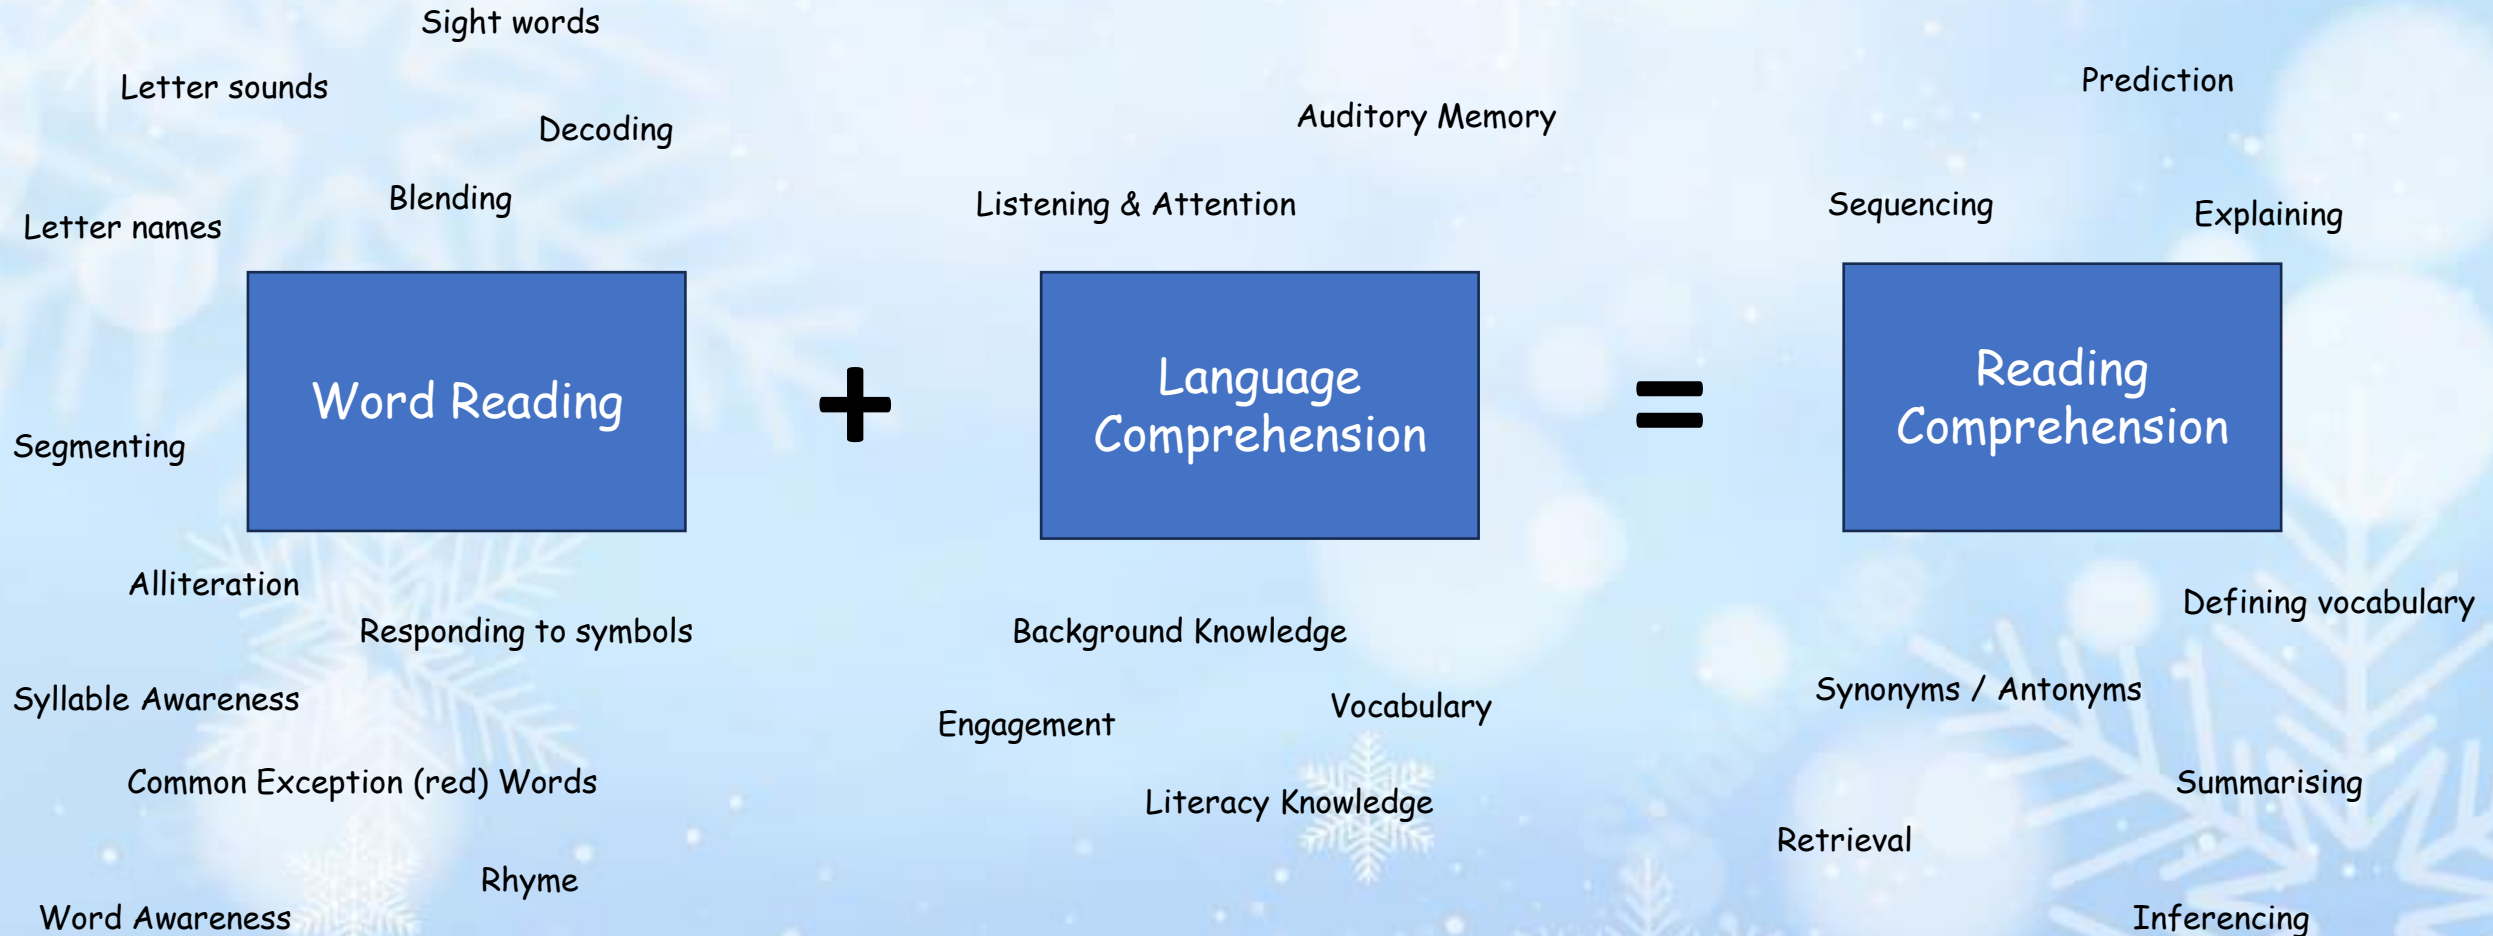 Sight words
Letter sounds
Decoding
Blending
Letter names
Word Reading
Segmenting
Alliteration
Responding to symbols
Syllable Awareness
Common Exception (red) Words
Rhyme
Word Awareness
+
Auditory Memory
Listening & Attention
Language
Comprehension
Background Knowledge
Vocabulary
Engagement
Literacy Knowledge
=
Prediction
Sequencing
Explaining
Reading
Comprehension
Defining vocabulary
Synonyms / Antonyms
Summarising
Retrieval
Inferencing